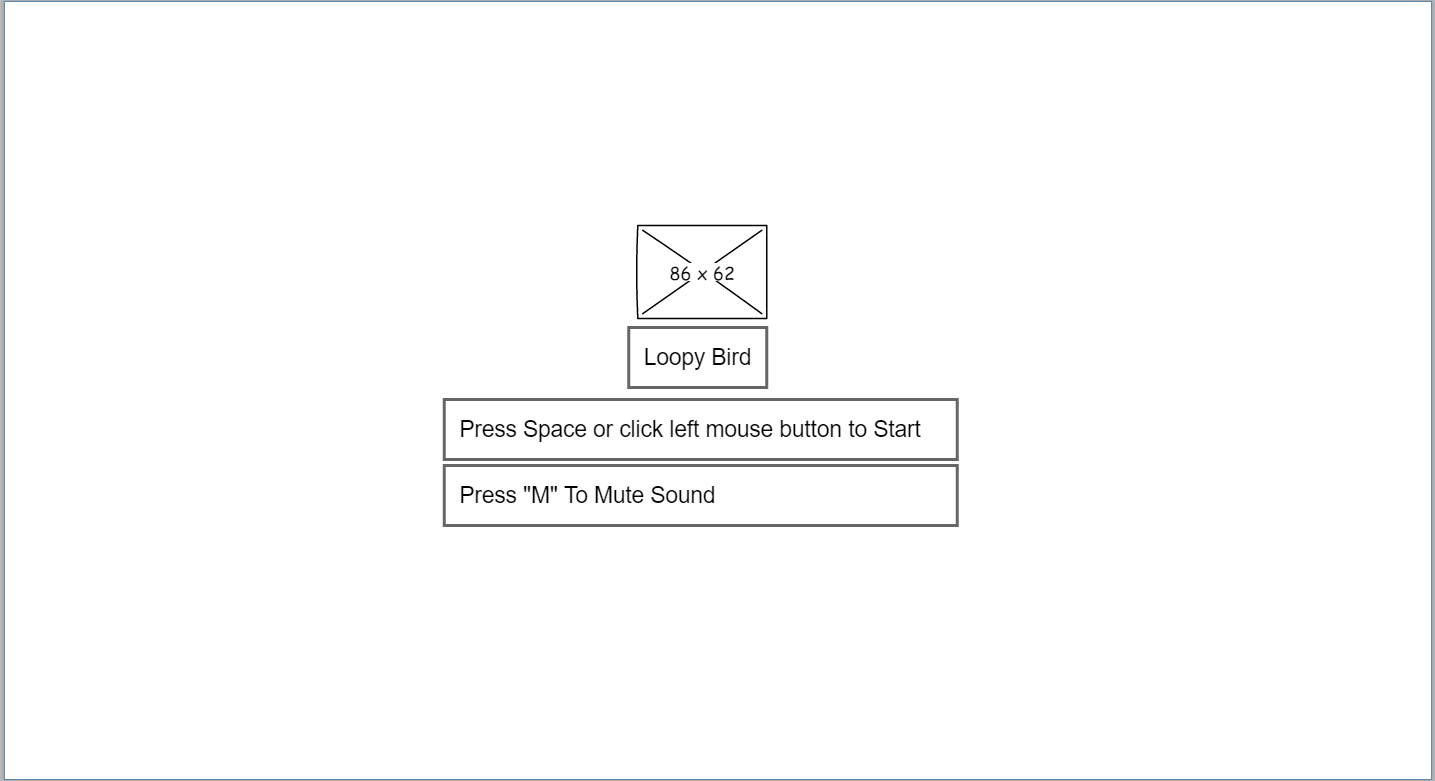 86 x 62
Loopy Bird
Press Space or click left mouse button to Start
Press "M" To Mute Sound